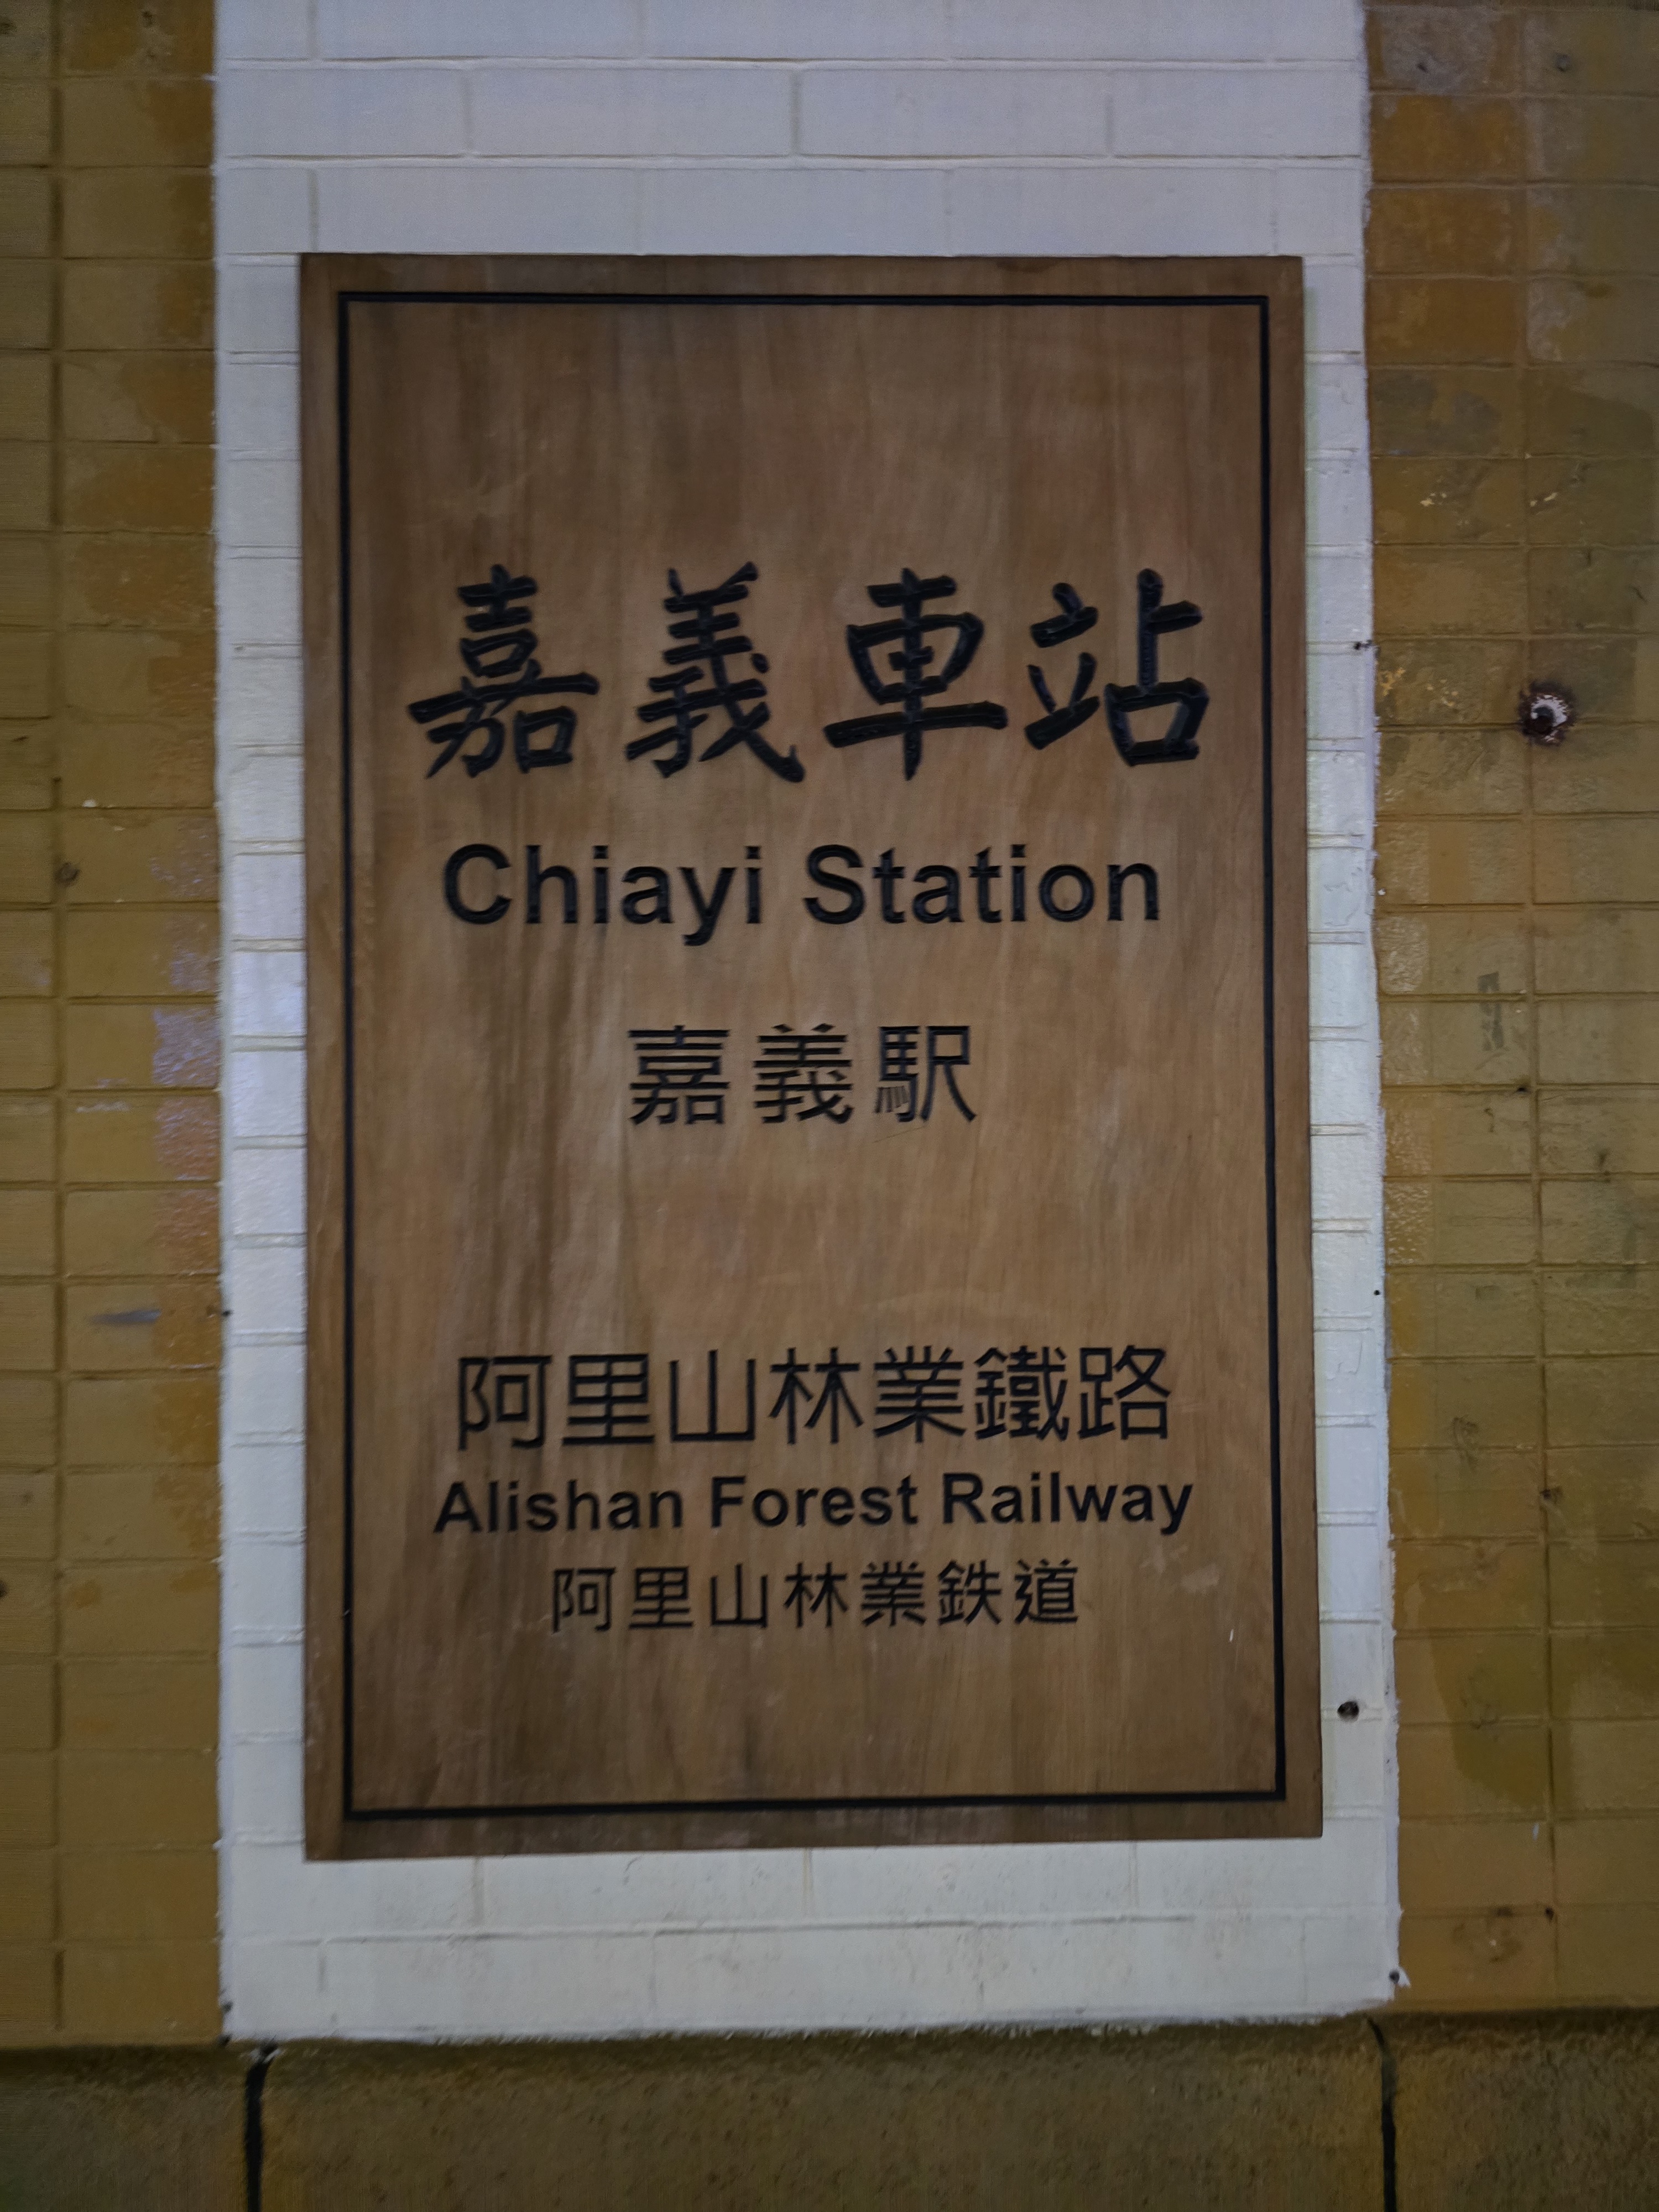 嘉義車站
Chiayi Station
嘉義駅
阿里山林業鐵路
Alishan Forest Railway
阿里山林業鉄道